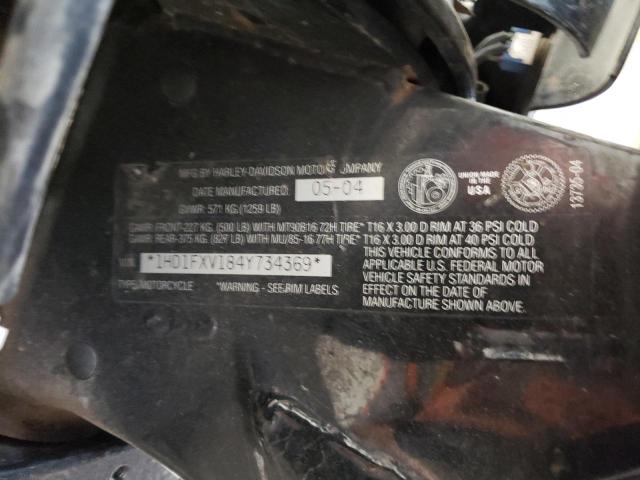 MFG BY HARLEY-DAVIDSON MOTOR COMPANY
DATE MANUFACTURED: 05-04
GVWR: 571 KG. (1259 LB)
GAWR: FRONT-227 KG. (500 LB) WITH MT90B16 72H TIRE* T16 X 3.00 D RIM AT 36 PSI COLD
GAWR: REAR-375 KG. (827 LB) WITH MU/85-16 77H TIRE* T16 X 3.00 D RIM AT 40 PSI COLD
THIS VEHICLE CONFORMS TO ALL
APPLICABLE U.S. FEDERAL MOTOR
VEHICLE SAFETY STANDARDS IN
EFFECT ON THE DATE OF
MANUFACTURE SHOWN ABOVE.
*1HD1FXV184Y734369*
TYPE: MOTORCYCLE *WARNING - SEE RIM LABELS
UNION MADE
IN THE
USA
13735-04